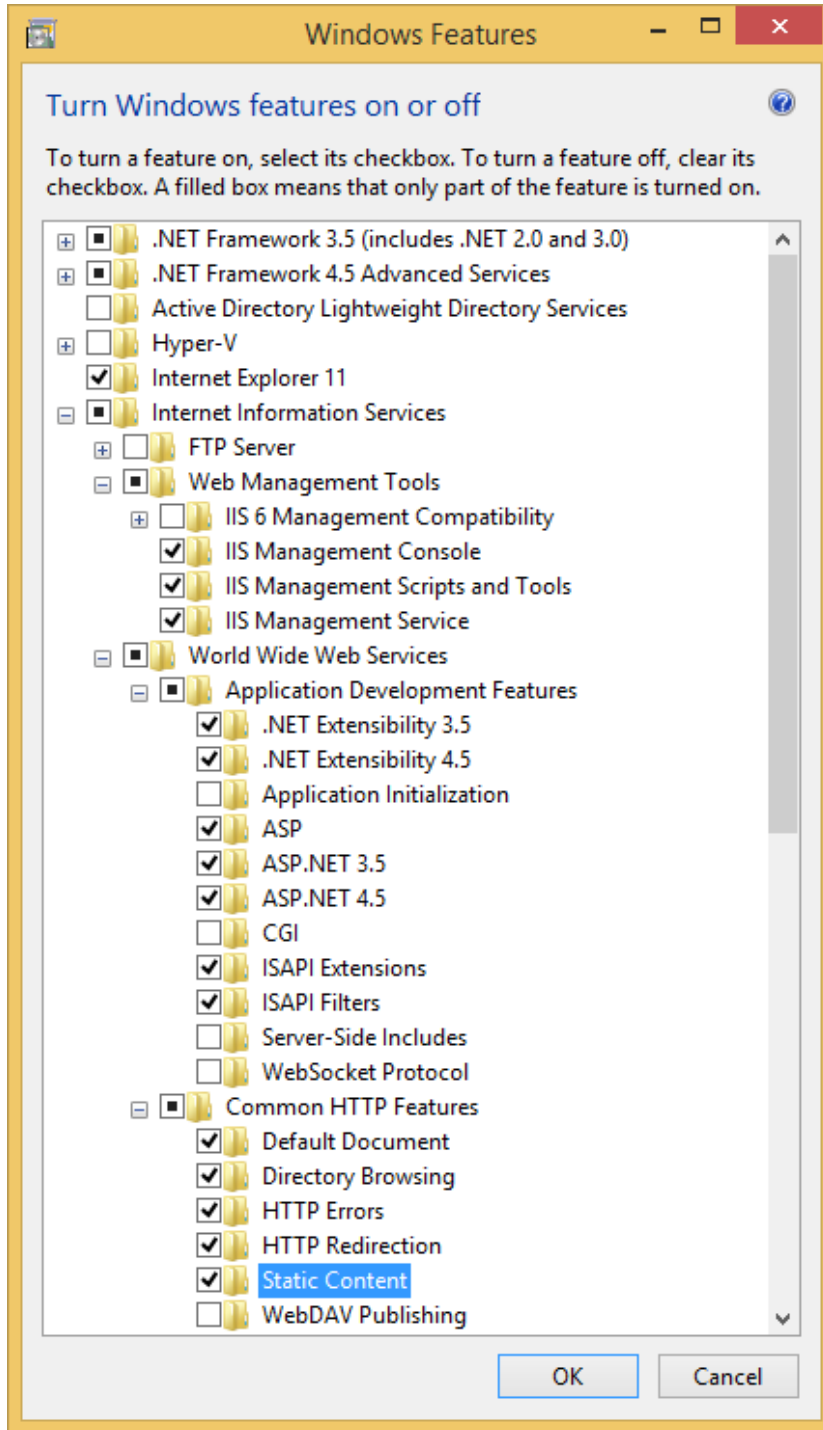 Windows Features
Turn Windows features on or off
To turn a feature on, select its checkbox. To turn a feature off, clear its
checkbox. A filled box means that only part of the feature is turned on.
.NET Framework 3.5 (includes .NET 2.0 and 3.0)
.NET Framework 4.5 Advanced Services
Active Directory Lightweight Directory Services
Hyper-V
Internet Explorer 11
Internet Information Services
FTP Server
Web Management Tools
IIS 6 Management Compatibility
IIS Management Console
IIS Management Scripts and Tools
IIS Management Service
World Wide Web Services
Application Development Features
.NET Extensibility 3.5
.NET Extensibility 4.5
Application Initialization
ASP
ASP.NET 3.5
ASP.NET 4.5
CGI
ISAPI Extensions
ISAPI Filters
Server-Side Includes
WebSocket Protocol
Common HTTP Features
Default Document
Directory Browsing
HTTP Errors
HTTP Redirection
Static Content
WebDAV Publishing
OK Cancel